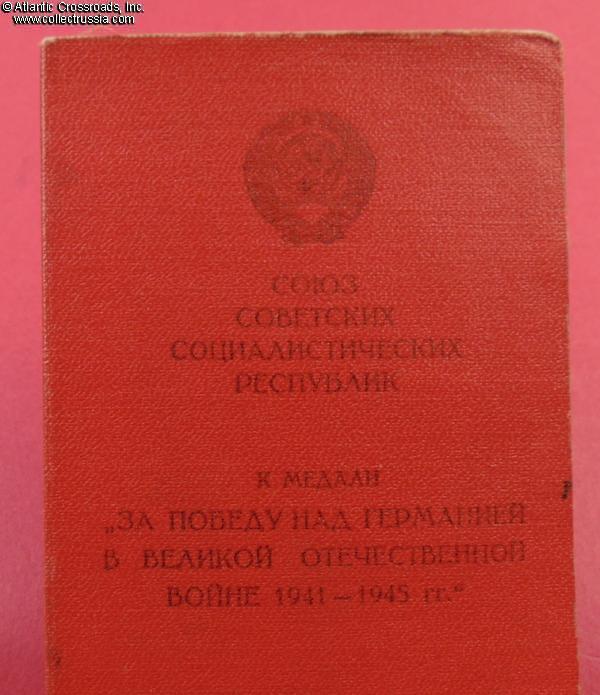 © Atlantic Crossroads, Inc.
www.collectrussia.com
СОЮЗ
СОВЕТСКИХ
СОЦИАЛИСТИЧЕСКИХ
РЕСПУБЛИК
К МЕДАЛИ
„ЗА ПОБЕДУ НАД ГЕРМАНИЕЙ
В ВЕЛИКОЙ ОТЕЧЕСТВЕННОЙ
ВОЙНЕ 1941—1945 гг.“